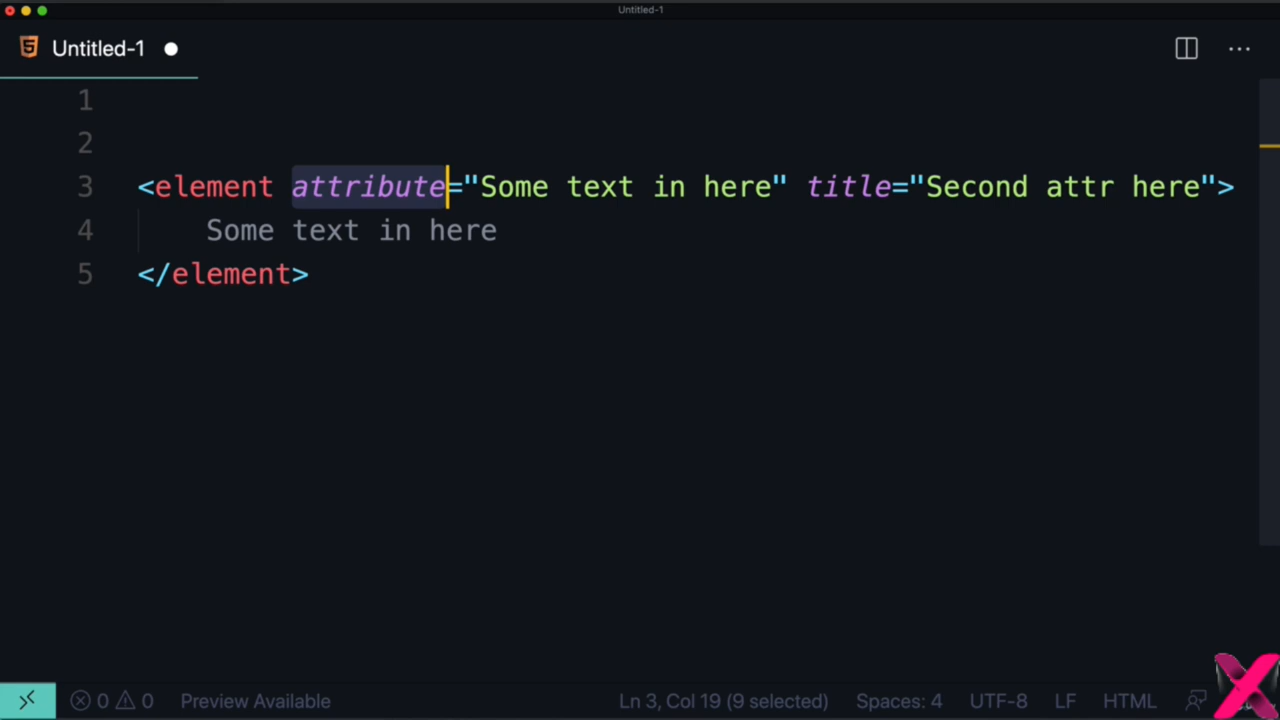 Untitled-1
Untitled-1
1
2
3 <element attribute="Some text in here" title="Second attr here">
4 Some text in here
5 </element>
0 0 Preview Available Ln 3, Col 19 (9 selected) Spaces: 4 UTF-8 LF HTML